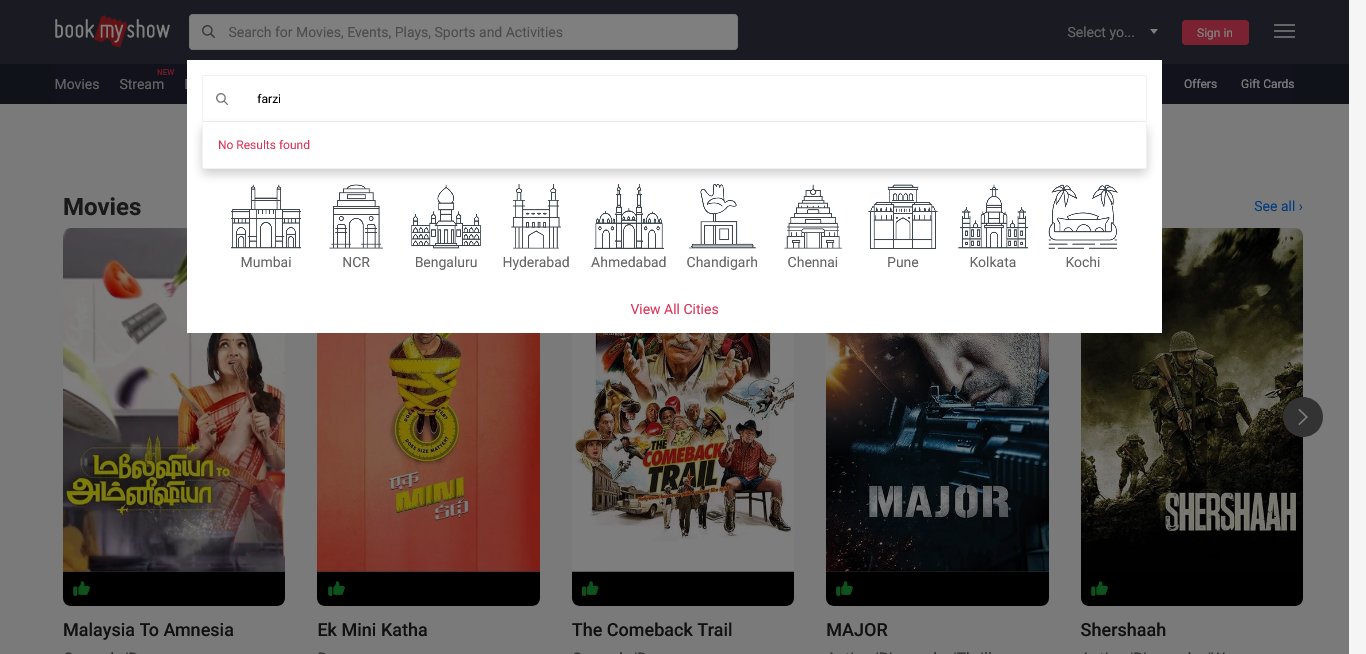 book my show
Search for Movies, Events, Plays, Sports and Activities
Select yo...
Sign in
Movies
Stream
NEW
Offers
Gift Cards
farzi
No Results found
Mumbai
NCR
Bengaluru
Hyderabad
Ahmedabad
Chandigarh
Chennai
Pune
Kolkata
Kochi
View All Cities
Movies
See all ›
மலேஷியா TO
அம்னீஷியா
MINI
THE
COMEBACK
TRAIL
MAJOR
SHERSHAAH
Malaysia To Amnesia
Ek Mini Katha
The Comeback Trail
MAJOR
Shershaah